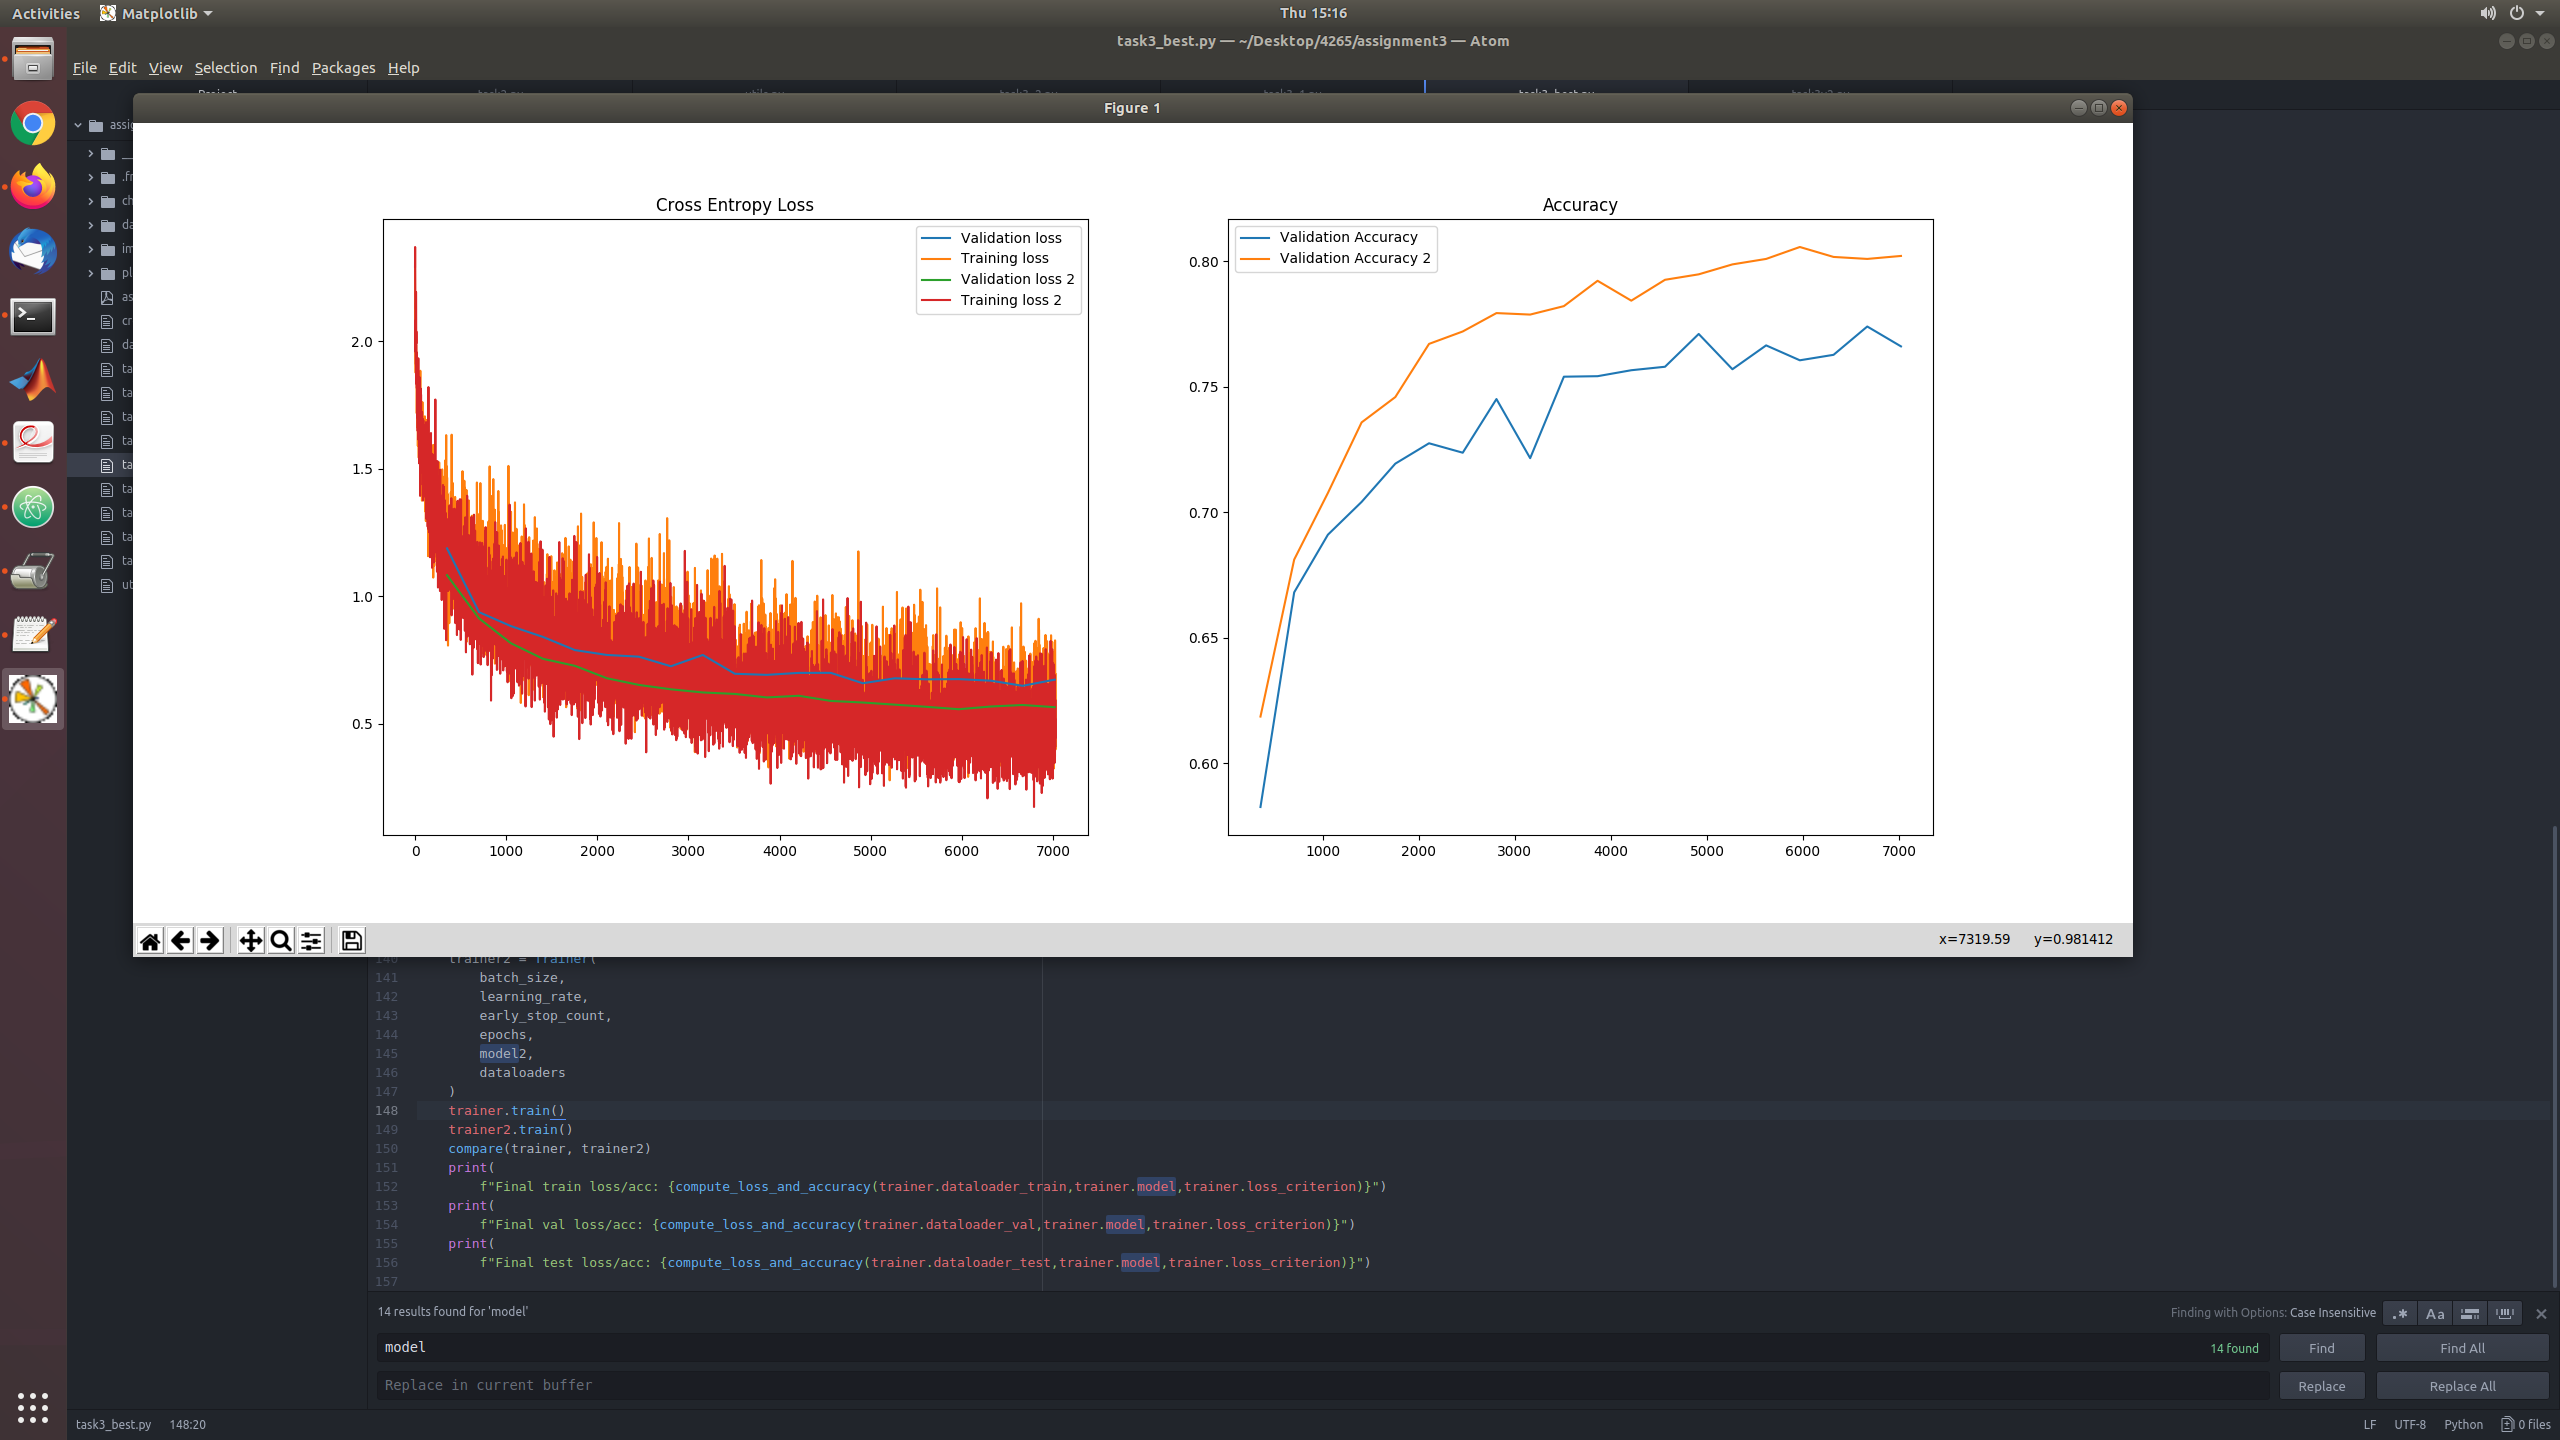 Activities
Matplotlib
Thu 15:16
task3_best.py — ~/Desktop/4265/assignment3 — Atom
File Edit View Selection Find Packages Help
Figure 1
Cross Entropy Loss
Validation loss
Training loss
Validation loss 2
Training loss 2
2.0
1.5
1.0
0.5
0 1000 2000 3000 4000 5000 6000 7000
Accuracy
Validation Accuracy
Validation Accuracy 2
0.80
0.75
0.70
0.65
0.60
1000 2000 3000 4000 5000 6000 7000
x=7319.59 y=0.981412
140 trainer2 = Trainer(
141 batch_size,
142 learning_rate,
143 early_stop_count,
144 epochs,
145 model2,
146 dataloaders
147 )
148 trainer.train()
149 trainer2.train()
150 compare(trainer, trainer2)
151 print(
152 f"Final train loss/acc: {compute_loss_and_accuracy(trainer.dataloader_train,trainer.model,trainer.loss_criterion)}")
153 print(
154 f"Final val loss/acc: {compute_loss_and_accuracy(trainer.dataloader_val,trainer.model,trainer.loss_criterion)}")
155 print(
156 f"Final test loss/acc: {compute_loss_and_accuracy(trainer.dataloader_test,trainer.model,trainer.loss_criterion)}")
157
14 results found for 'model'
Finding with Options: Case Insensitive
.* Aa
model
14 found
Find
Find All
Replace in current buffer
Replace
Replace All
task3_best.py 148:20
LF UTF-8 Python 0 files